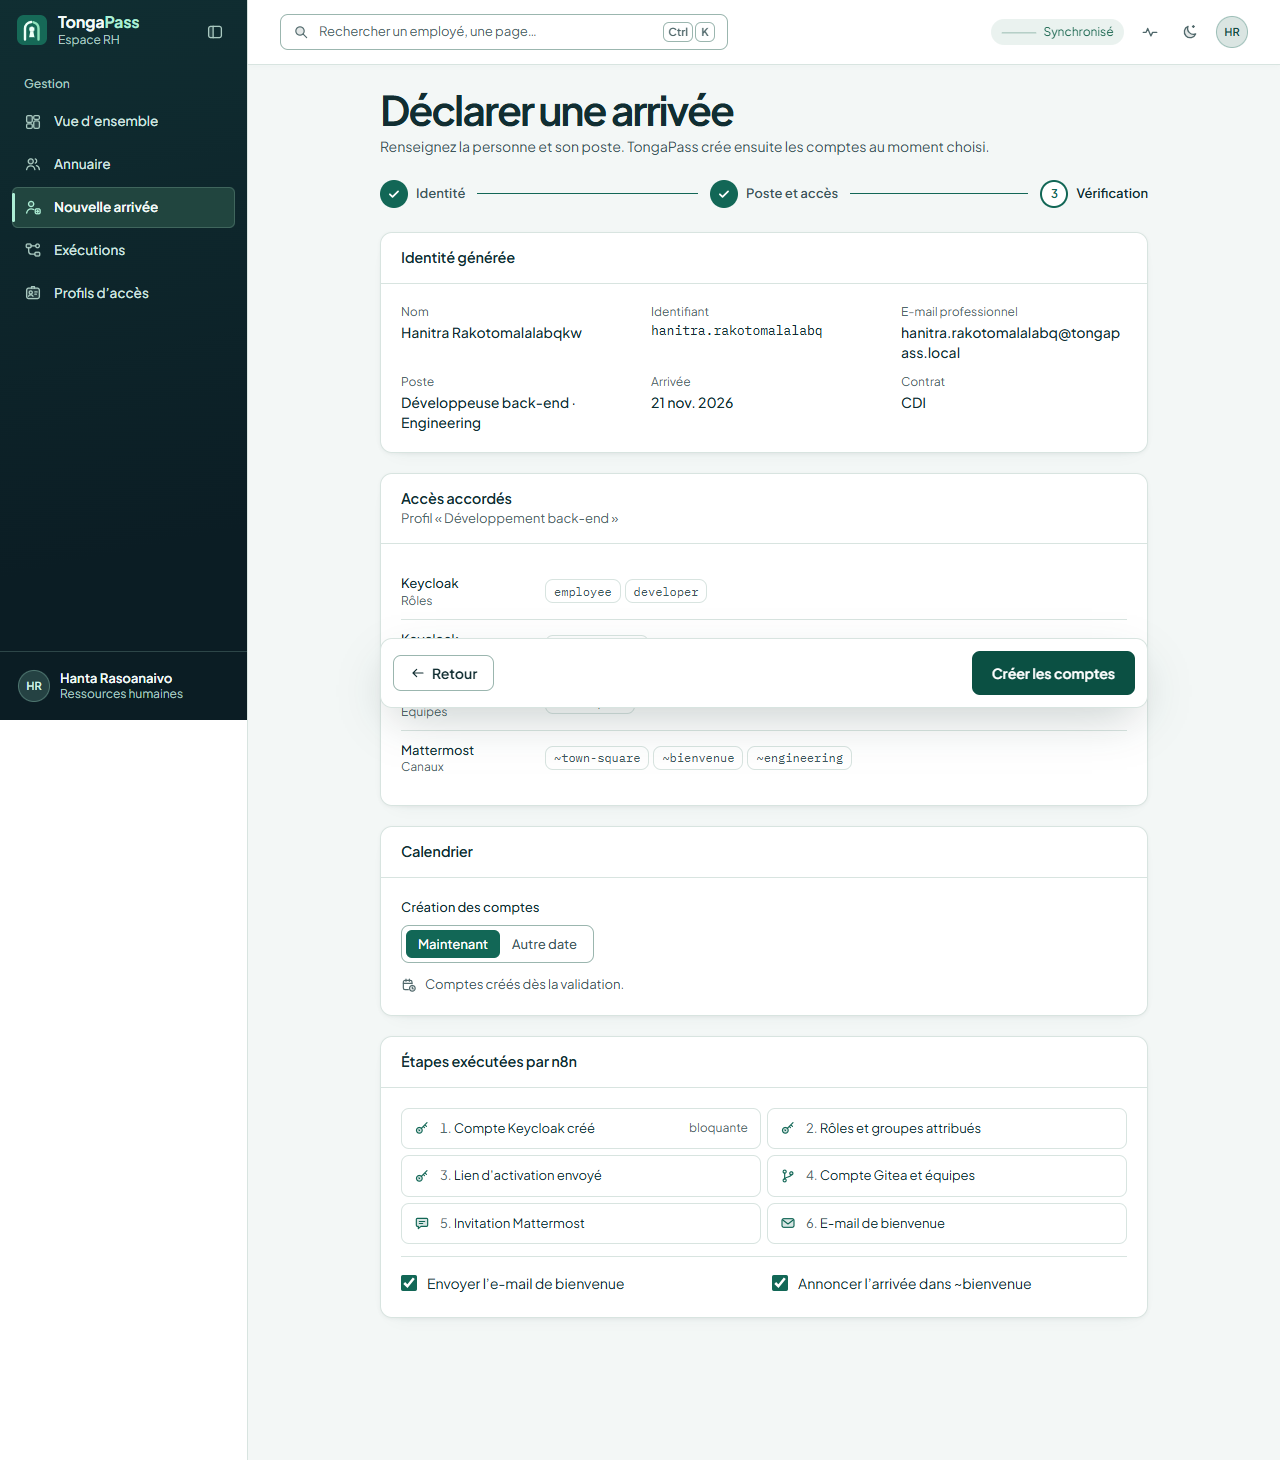 TongaPass
Espace RH
Rechercher un employé, une page…
Ctrl K
Synchronisé
HR
Gestion
Vue d'ensemble
Annuaire
Nouvelle arrivée
Exécutions
Profils d'accès
HR
Hanta Rasoanaivo
Ressources humaines
Déclarer une arrivée
Renseignez la personne et son poste. TongaPass crée ensuite les comptes au moment choisi.
Identité
Poste et accès
3 Vérification
Identité générée
Nom
Hanitra Rakotomalalabqkw
Identifiant
hanitra.rakotomalalabq
E-mail professionnel
hanitra.rakotomalalabq@tongap
ass.local
Poste
Développeuse back-end ·
Engineering
Arrivée
21 nov. 2026
Contrat
CDI
Accès accordés
Profil « Développement back-end »
Keycloak
Rôles
employee developer
Retour
Créer les comptes
Équipes
Mattermost
Canaux
~town-square ~bienvenue ~engineering
Calendrier
Création des comptes
Maintenant Autre date
Comptes créés dès la validation.
Étapes exécutées par n8n
1. Compte Keycloak créé bloquante
2. Rôles et groupes attribués
3. Lien d'activation envoyé
4. Compte Gitea et équipes
5. Invitation Mattermost
6. E-mail de bienvenue
Envoyer l'e-mail de bienvenue
Annoncer l'arrivée dans ~bienvenue